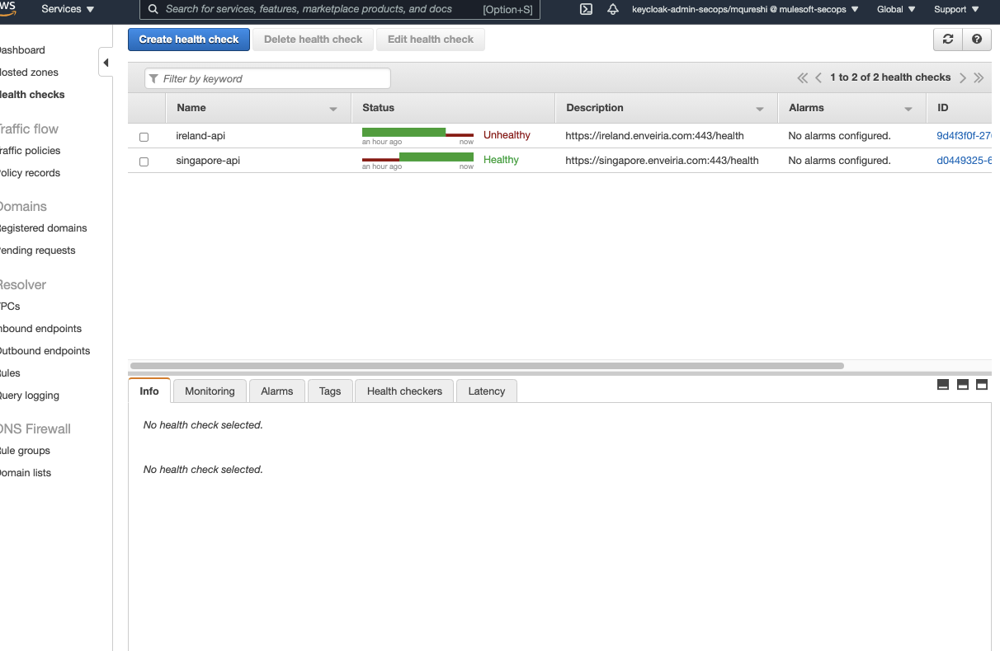 WS
Services
Search for services, features, marketplace products, and docs [Option+S]
keycloak-admin-secops/mqureshi @ mulesoft-secops
Global
Support
ashboard
osted zones
ealth checks
raffic flow
raffic policies
olicy records
Domains
egistered domains
ending requests
Resolver
PCs
nbound endpoints
Outbound endpoints
ules
uery logging
DNS Firewall
ule groups
omain lists
Create health check
Delete health check
Edit health check
Filter by keyword
1 to 2 of 2 health checks
Name Status Description Alarms ID
ireland-api an hour ago now Unhealthy https://ireland.enveiria.com:443/health No alarms configured. 9d4f3f0f-27
singapore-api an hour ago now Healthy https://singapore.enveiria.com:443/health No alarms configured. d0449325-6
Info Monitoring Alarms Tags Health checkers Latency
No health check selected.
No health check selected.